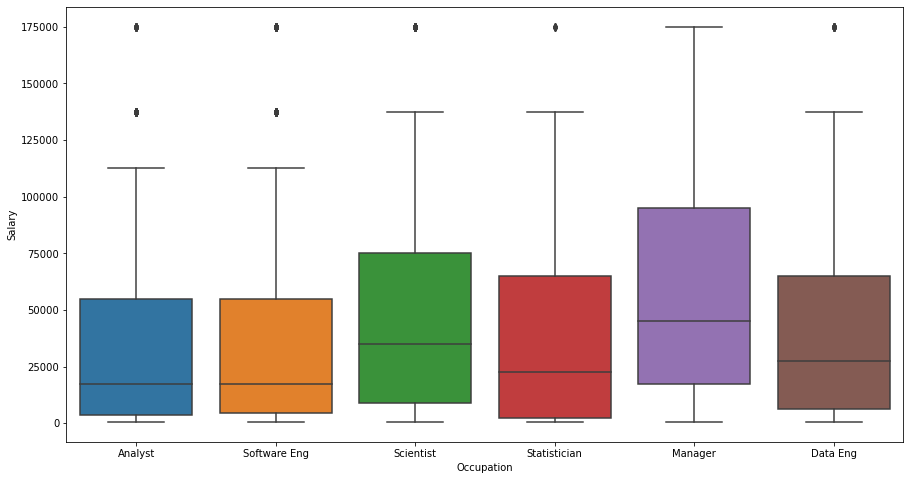 175000
150000
125000
100000
75000
50000
25000
0
Salary
Analyst
Software Eng
Scientist
Statistician
Manager
Data Eng
Occupation